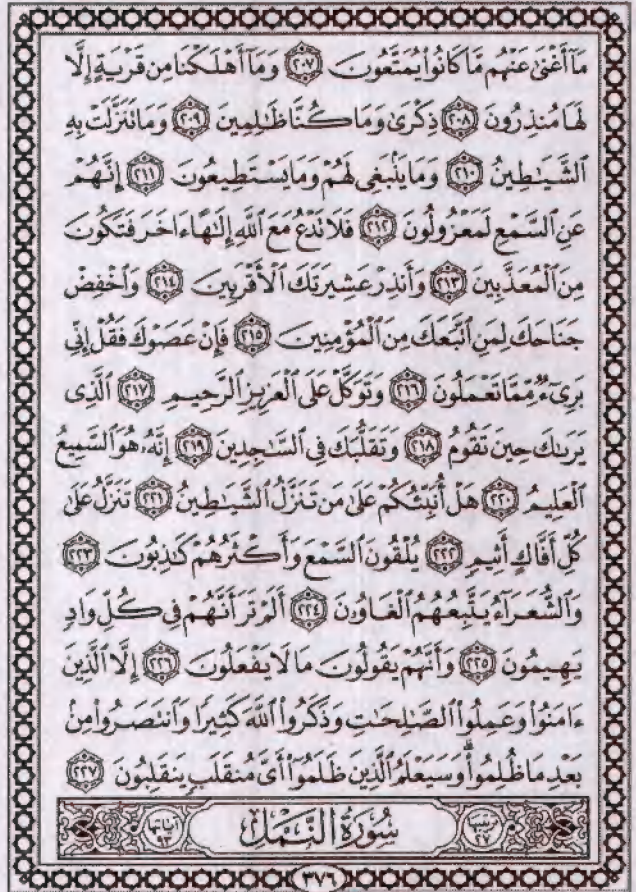 مَآ أَغْنَىٰ عَنْهُم مَّا كَانُوا۟ يُمَتَّعُونَ ٢٠٧ وَمَآ أَهْلَكْنَا مِن قَرْيَةٍ إِلَّا
لَهَا مُنذِرُونَ ٢٠٨ ذِكْرَىٰ وَمَا كُنَّا ظَـٰلِمِينَ ٢٠٩ وَمَا تَنَزَّلَتْ بِهِ
ٱلشَّيَـٰطِينُ ٢١٠ وَمَا يَنۢبَغِى لَهُمْ وَمَا يَسْتَطِيعُونَ ٢١١ إِنَّهُمْ
عَنِ ٱلسَّمْعِ لَمَعْزُولُونَ ٢١٢ فَلَا تَدْعُ مَعَ ٱللَّهِ إِلَـٰهًا ءَاخَرَ فَتَكُونَ
مِنَ ٱلْمُعَذَّبِينَ ٢١٣ وَأَنذِرْ عَشِيرَتَكَ ٱلْأَقْرَبِينَ ٢١٤ وَٱخْفِضْ
جَنَاحَكَ لِمَنِ ٱتَّبَعَكَ مِنَ ٱلْمُؤْمِنِينَ ٢١٥ فَإِنْ عَصَوْكَ فَقُلْ إِنِّى
بَرِىٓءٌ مِّمَّا تَعْمَلُونَ ٢١٦ وَتَوَكَّلْ عَلَى ٱلْعَزِيزِ ٱلرَّحِيمِ ٢١٧ ٱلَّذِى
يَرَىٰكَ حِينَ تَقُومُ ٢١٨ وَتَقَلُّبَكَ فِى ٱلسَّـٰجِدِينَ ٢١٩ إِنَّهُۥ هُوَ ٱلسَّمِيعُ
ٱلْعَلِيمُ ٢٢٠ هَلْ أُنَبِّئُكُمْ عَلَىٰ مَن تَنَزَّلُ ٱلشَّيَـٰطِينُ ٢٢١ تَنَزَّلُ عَلَىٰ
كُلِّ أَفَّاكٍ أَثِيمٍ ٢٢٢ يُلْقُونَ ٱلسَّمْعَ وَأَكْثَرُهُمْ كَـٰذِبُونَ ٢٢٣
وَٱلشُّعَرَآءُ يَتَّبِعُهُمُ ٱلْغَاوُۥنَ ٢٢٤ أَلَمْ تَرَ أَنَّهُمْ فِى كُلِّ وَادٍ
يَهِيمُونَ ٢٢٥ وَأَنَّهُمْ يَقُولُونَ مَا لَا يَفْعَلُونَ ٢٢٦ إِلَّا ٱلَّذِينَ
ءَامَنُوا۟ وَعَمِلُوا۟ ٱلصَّـٰلِحَـٰتِ وَذَكَرُوا۟ ٱللَّهَ كَثِيرًا وَٱنتَصَرُوا۟ مِنۢ
بَعْدِ مَا ظُلِمُوا۟ ۗ وَسَيَعْلَمُ ٱلَّذِينَ ظَلَمُوٓا۟ أَىَّ مُنقَلَبٍ يَنقَلِبُونَ ٢٢٧
ترتيبها ٢٧ سُورَةُ النَّمْلِ آياتها ٩٣
٣٧٦